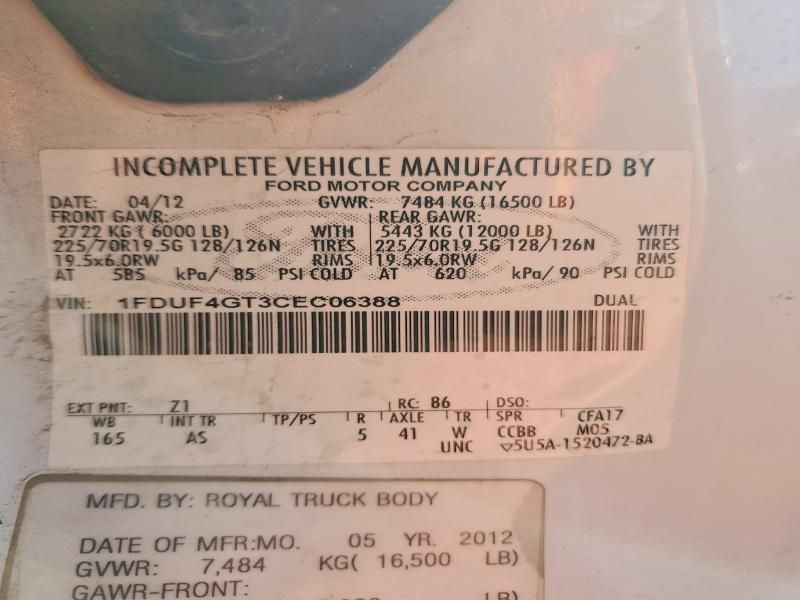 INCOMPLETE VEHICLE MANUFACTURED BY
FORD MOTOR COMPANY
DATE: 04/12 GVWR: 7484 KG (16500 LB)
FRONT GAWR: REAR GAWR:
2722 KG ( 6000 LB) WITH 5443 KG (12000 LB) WITH
225/70R19.5G 128/126N TIRES 225/70R19.5G 128/126N TIRES
19.5x6.0RW RIMS 19.5x6.0RW RIMS
AT 585 kPa/ 85 PSI COLD AT 620 kPa/ 90 PSI COLD
VIN: 1FDUF4GT3CEC06388 DUAL
EXT PNT: Z1 RC: 86 DSO:
WB INT TR TP/PS R AXLE TR SPR CFA17
165 AS 5 41 W CCBB M05
UNC ▽5U5A-1520472-BA
MFD. BY: ROYAL TRUCK BODY
DATE OF MFR:MO. 05 YR. 2012
GVWR: 7,484 KG( 16,500 LB)
GAWR-FRONT:
LB)